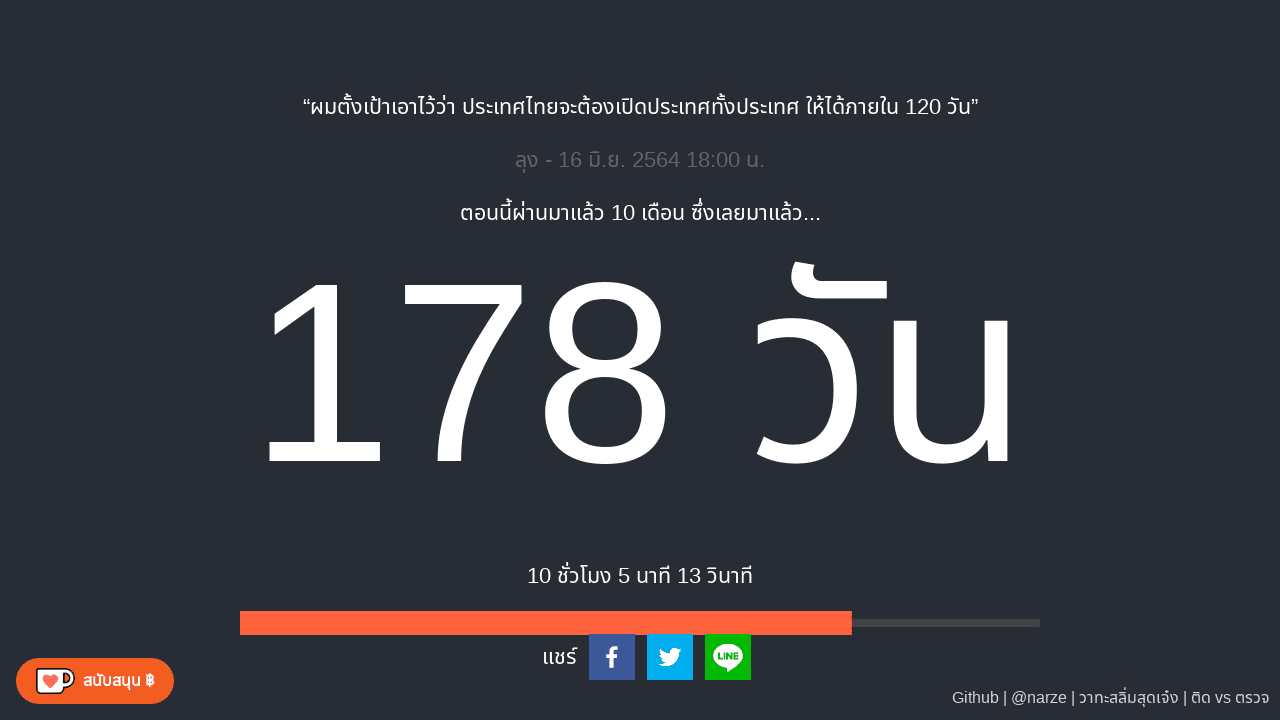 “ผมตั้งเป้าเอาไว้ว่า ประเทศไทยจะต้องเปิดประเทศทั้งประเทศ ให้ได้ภายใน 120 วัน”
ลุง - 16 มิ.ย. 2564 18:00 น.
ตอนนี้ผ่านมาแล้ว 10 เดือน ซึ่งเลยมาแล้ว...
178 วัน
10 ชั่วโมง 5 นาที 13 วินาที
แชร์
LINE
สนับสนุน ฿
Github | @narze | วาทะสลิ่มสุดเจ๋ง | ติด vs ตรวจ